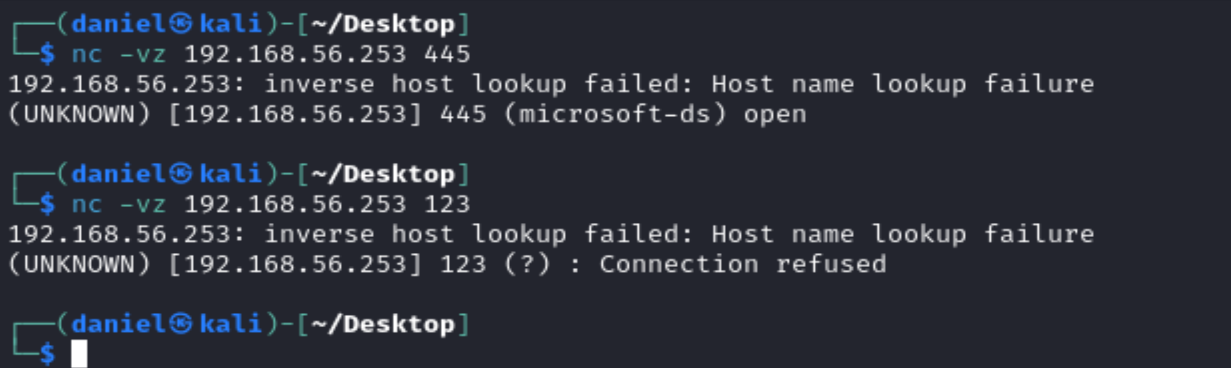 ┌──(daniel㉿kali)-[~/Desktop]
└─$ nc -vz 192.168.56.253 445
192.168.56.253: inverse host lookup failed: Host name lookup failure
(UNKNOWN) [192.168.56.253] 445 (microsoft-ds) open
┌──(daniel㉿kali)-[~/Desktop]
└─$ nc -vz 192.168.56.253 123
192.168.56.253: inverse host lookup failed: Host name lookup failure
(UNKNOWN) [192.168.56.253] 123 (?) : Connection refused
┌──(daniel㉿kali)-[~/Desktop]
└─$